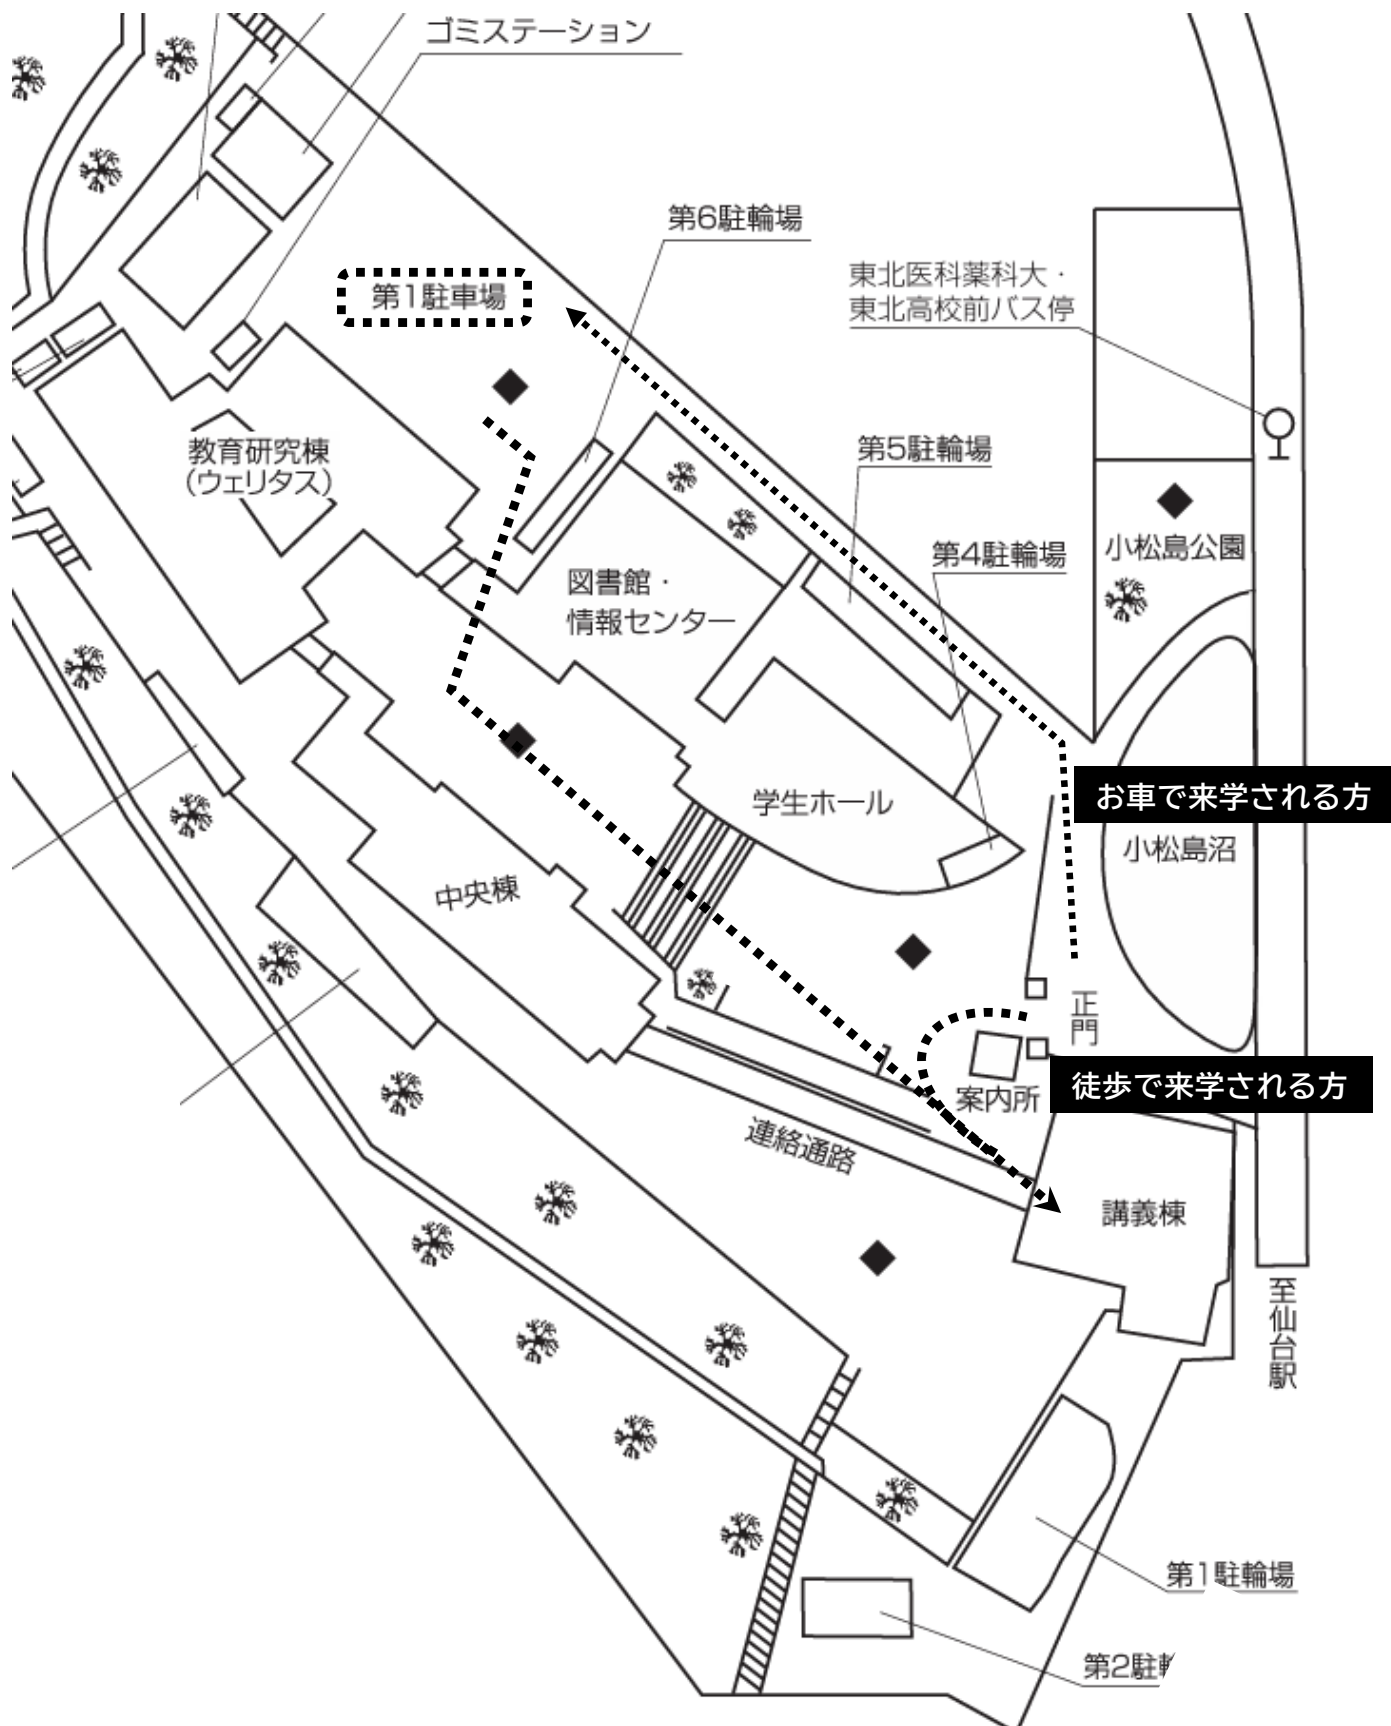 ゴミステーション
第6駐輪場
東北医科薬科大・
東北高校前バス停
第1駐車場
教育研究棟
(ウェリタス)
第5駐輪場
第4駐輪場
小松島公園
図書館・
情報センター
学生ホール
お車で来学される方
小松島沼
中央棟
正門
徒歩で来学される方
案内所
連絡通路
講義棟
至仙台駅
第1駐輪場
第2駐